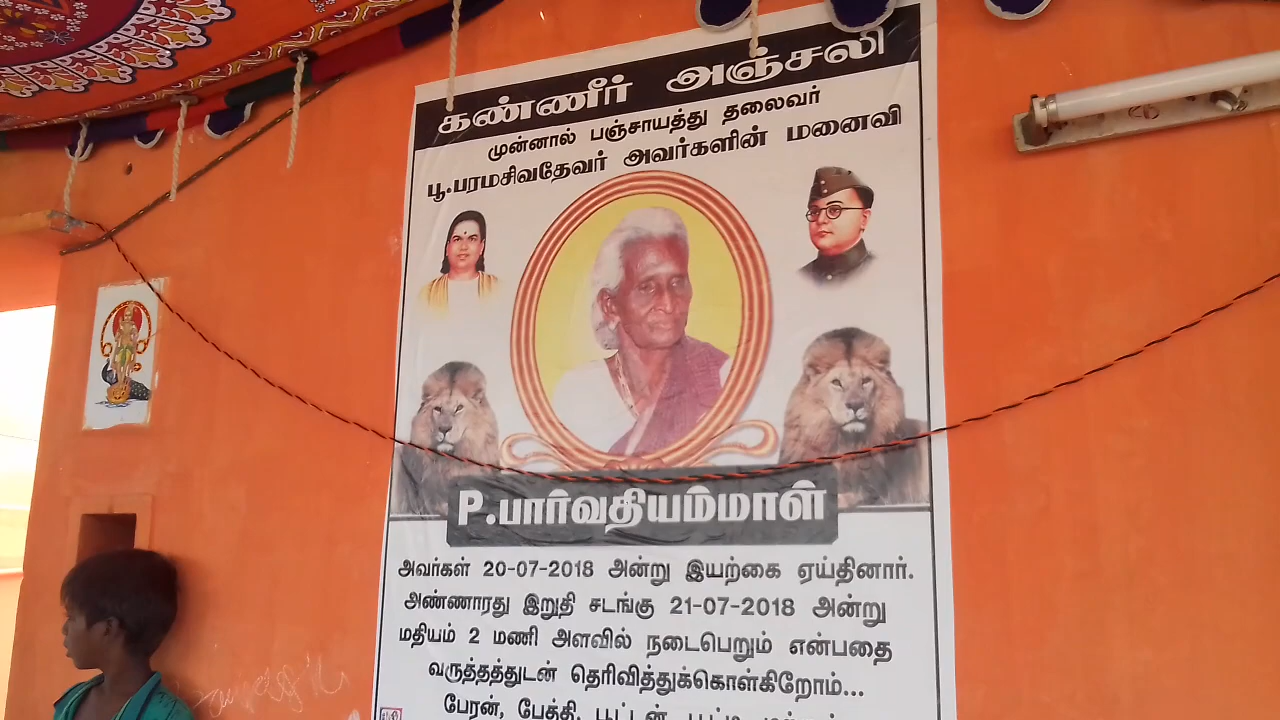 கண்ணீர் அஞ்சலி
முன்னால் பஞ்சாயத்து தலைவர்
பூ.பரமசிவதேவர் அவர்களின் மனைவி
P.பார்வதியம்மாள்
அவர்கள் 20-07-2018 அன்று இயற்கை ஏய்தினார்.
அண்ணாரது இறுதி சடங்கு 21-07-2018 அன்று
மதியம் 2 மணி அளவில் நடைபெறும் என்பதை
வருத்தத்துடன் தெரிவித்துக்கொள்கிறோம்...
பேரன், பேத்தி, பூட்டன்,